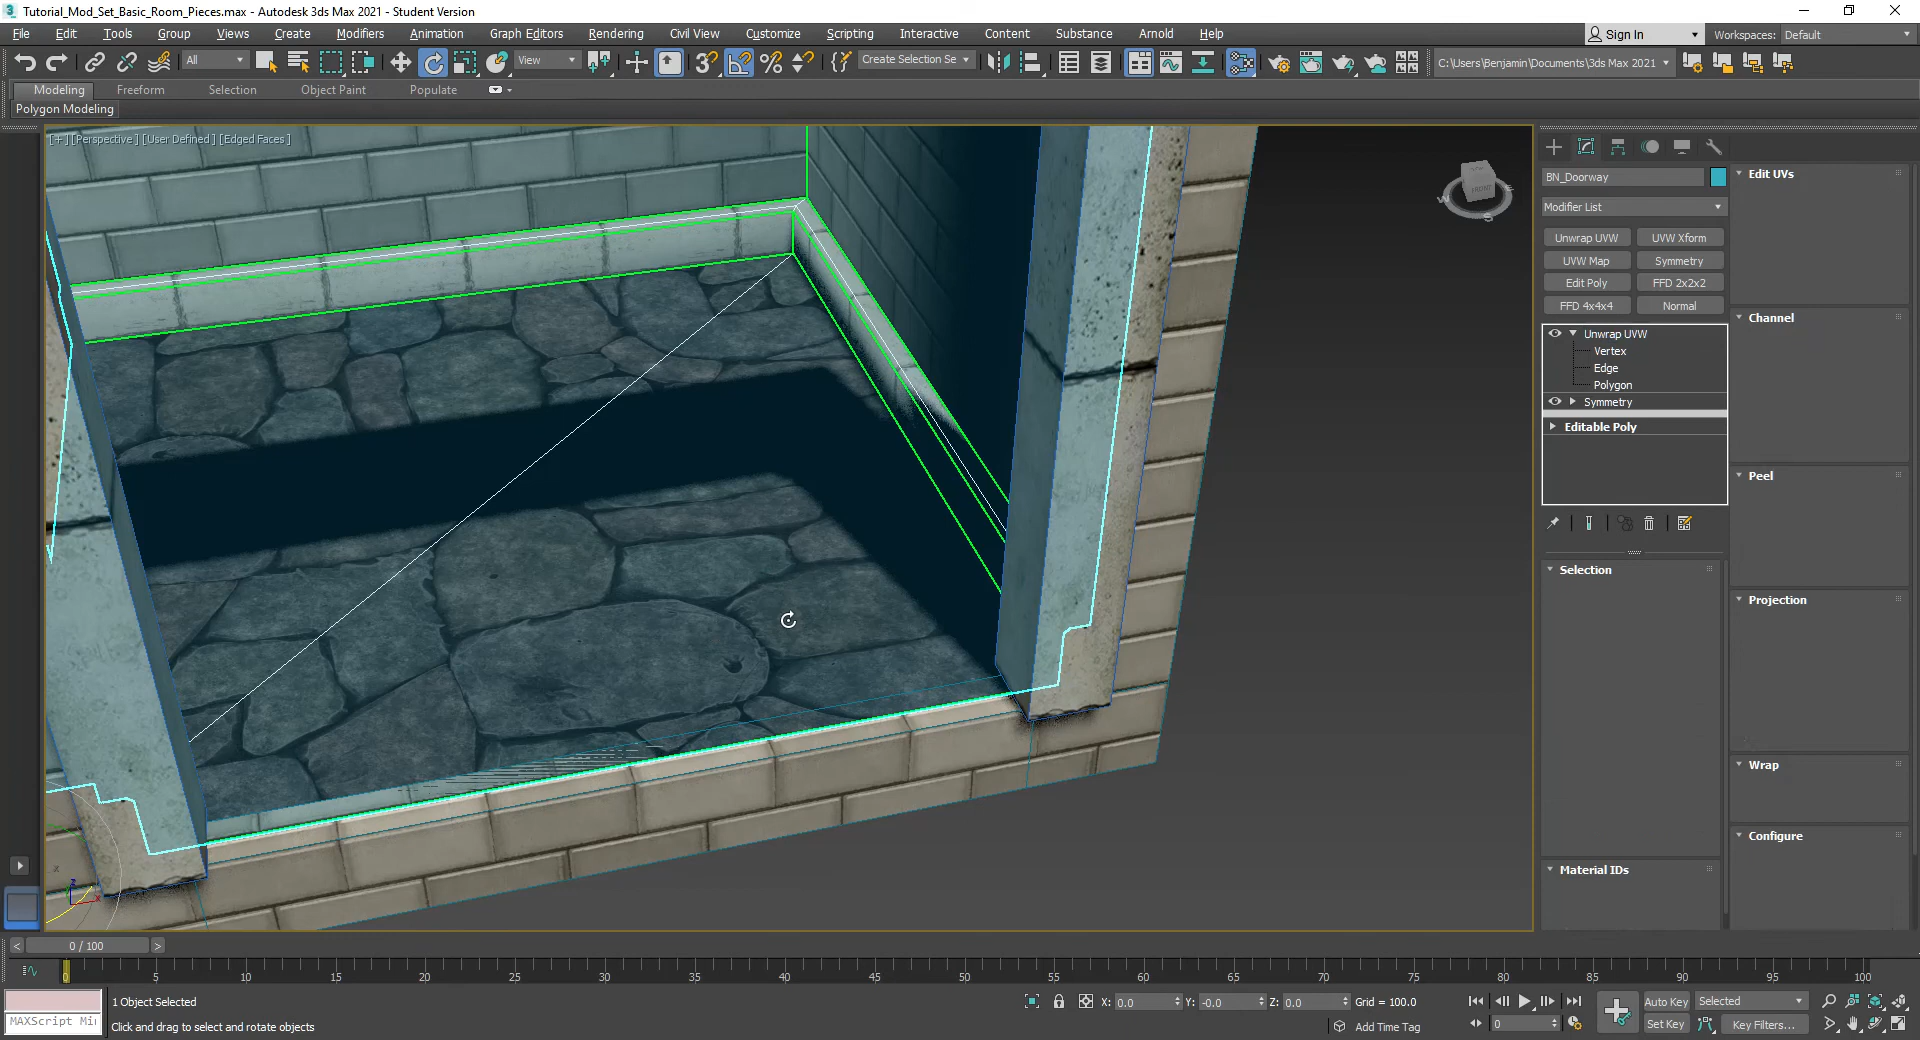 Tutorial_Mod_Set_Basic_Room_Pieces.max - Autodesk 3ds Max 2021 - Student Version
File Edit Tools Group Views Create Modifiers Animation Graph Editors Rendering Civil View Customize Scripting Interactive Content Substance Arnold Help Sign In Workspaces: Default
All View Create Selection Se C:\Users\Benjamin\Documents\3ds Max 2021
Modeling Freeform Selection Object Paint Populate
Polygon Modeling
[+] [Perspective] [User Defined] [Edged Faces]
FRONT
W
S
BN_Doorway
Modifier List
Unwrap UVW UVW Xform
UVW Map Symmetry
Edit Poly FFD 2x2x2
FFD 4x4x4 Normal
Unwrap UVW
Vertex
Edge
Polygon
Symmetry
Editable Poly
Selection
Material IDs
Edit UVs
Channel
Peel
Projection
Wrap
Configure
z
x
< 0 / 100 >
0 5 10 15 20 25 30 35 40 45 50 55 60 65 70 75 80 85 90 95 100
1 Object Selected X: 0.0 Y: -0.0 Z: 0.0 Grid = 100.0 Auto Key Selected
MAXScript Mi Click and drag to select and rotate objects Add Time Tag 0 Set Key Key Filters...